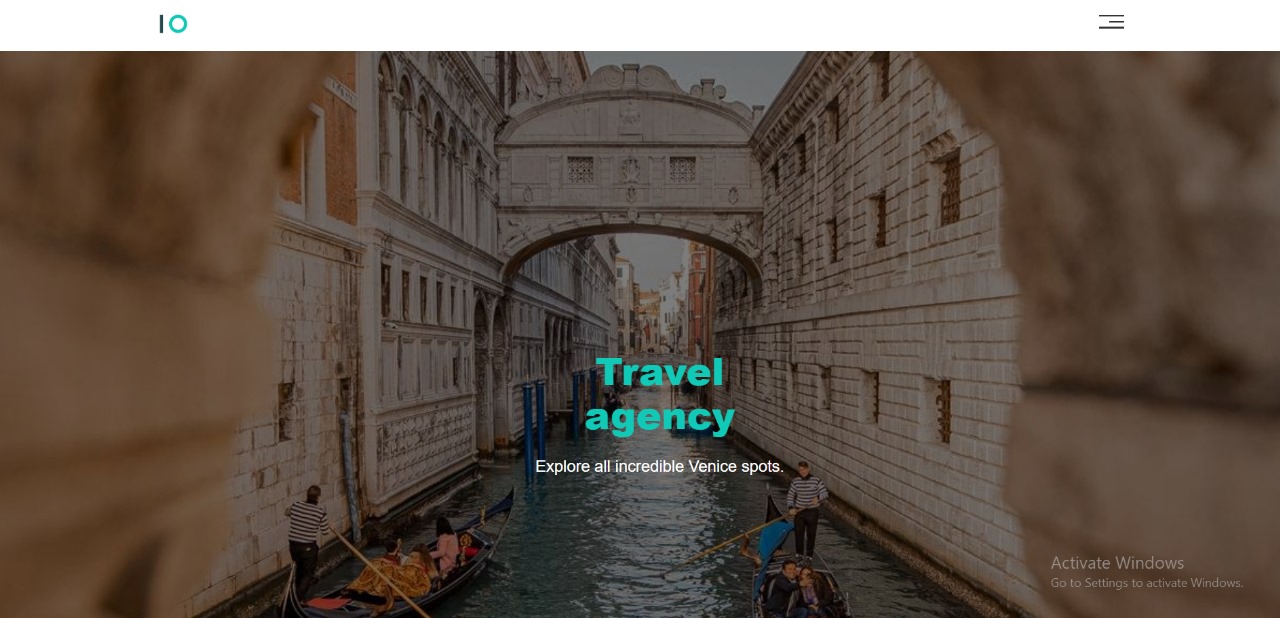 IO
Travel
agency
Explore all incredible Venice spots.
Activate Windows
Go to Settings to activate Windows.